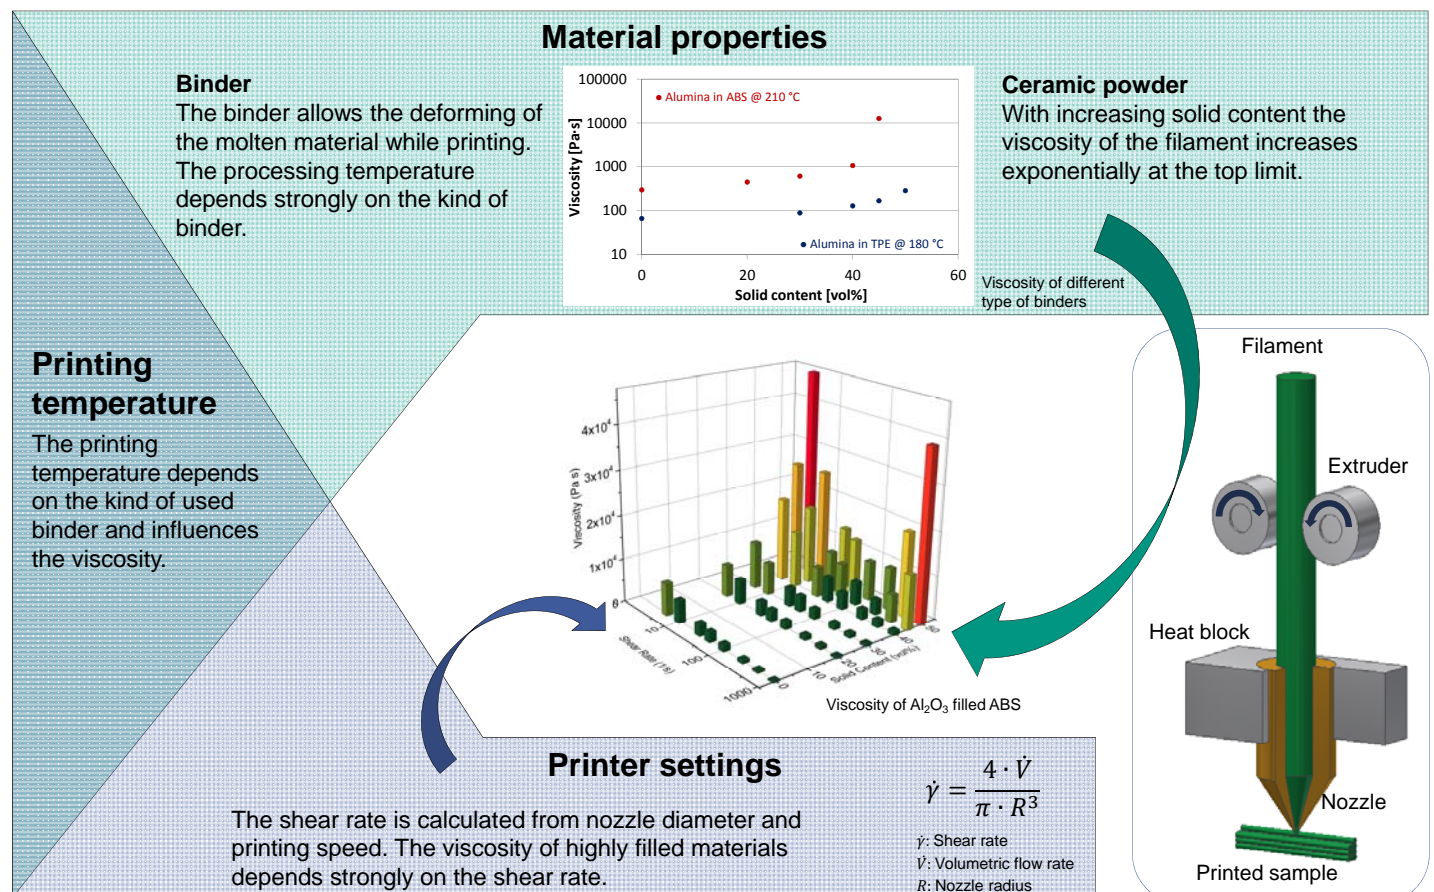 Material properties
Binder
The binder allows the deforming of
the molten material while printing.
The processing temperature
depends strongly on the kind of
binder.
100000
10000
1000
100
10
0
20
40
60
Viscosity [Pa·s]
Solid content [vol%]
Alumina in ABS @ 210 °C
Alumina in TPE @ 180 °C
Ceramic powder
With increasing solid content the
viscosity of the filament increases
exponentially at the top limit.
Viscosity of different
type of binders
Printing
temperature
The printing
temperature depends
on the kind of used
binder and influences
the viscosity.
4x10⁴
3x10⁴
2x10⁴
1x10⁴
0
Viscosity (Pa s)
10
100
1000
Shear Rate (1/s)
0
10
20
30
40
50
Solid Content (vol%)
Viscosity of Al₂O₃ filled ABS
Filament
Extruder
Heat block
Nozzle
Printed sample
Printer settings
The shear rate is calculated from nozzle diameter and
printing speed. The viscosity of highly filled materials
depends strongly on the shear rate.
γ̇ = 4 · V̇ / π · R³
γ̇: Shear rate
V̇: Volumetric flow rate
R: Nozzle radius